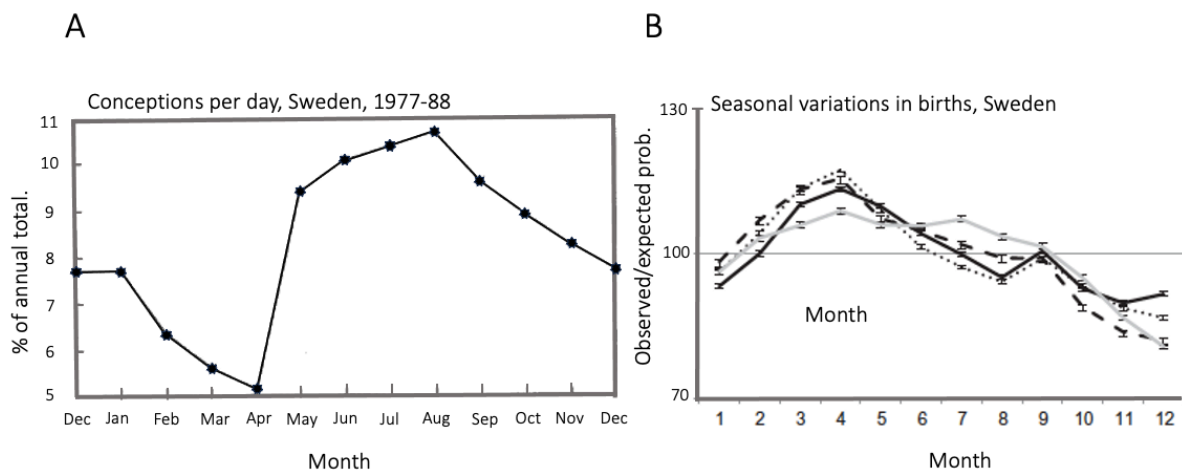 A
Conceptions per day, Sweden, 1977-88
% of annual total.
11
10
9
8
7
6
5
Dec Jan Feb Mar Apr May Jun Jul Aug Sep Oct Nov Dec
Month
B
Seasonal variations in births, Sweden
Observed/expected prob.
130
100
70
Month
1 2 3 4 5 6 7 8 9 10 11 12
Month